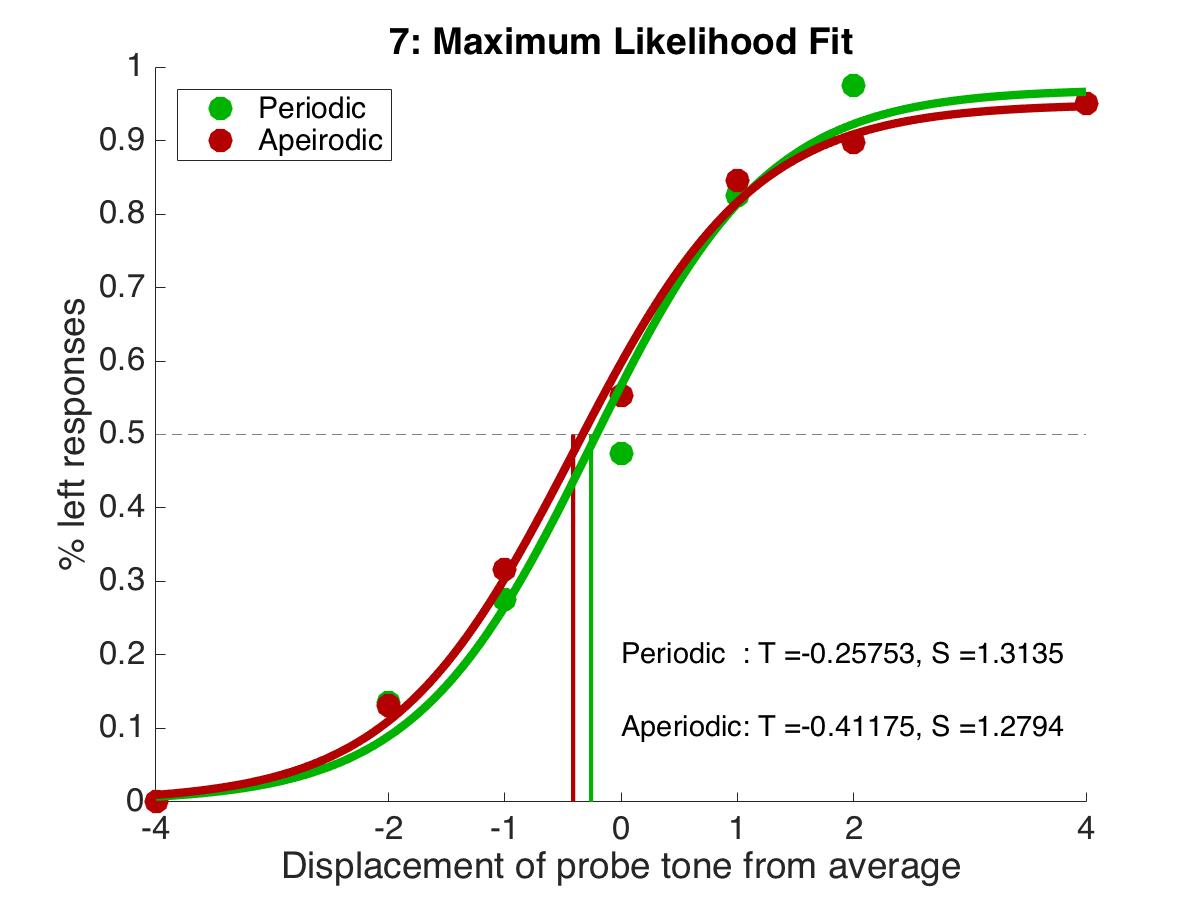 7: Maximum Likelihood Fit
1
Periodic
Apeirodic
0.9
0.8
0.7
0.6
0.5
0.4
0.3
0.2
0.1
0
% left responses
Periodic : T =-0.25753, S =1.3135
Aperiodic: T =-0.41175, S =1.2794
-4 -2 -1 0 1 2 4
Displacement of probe tone from average